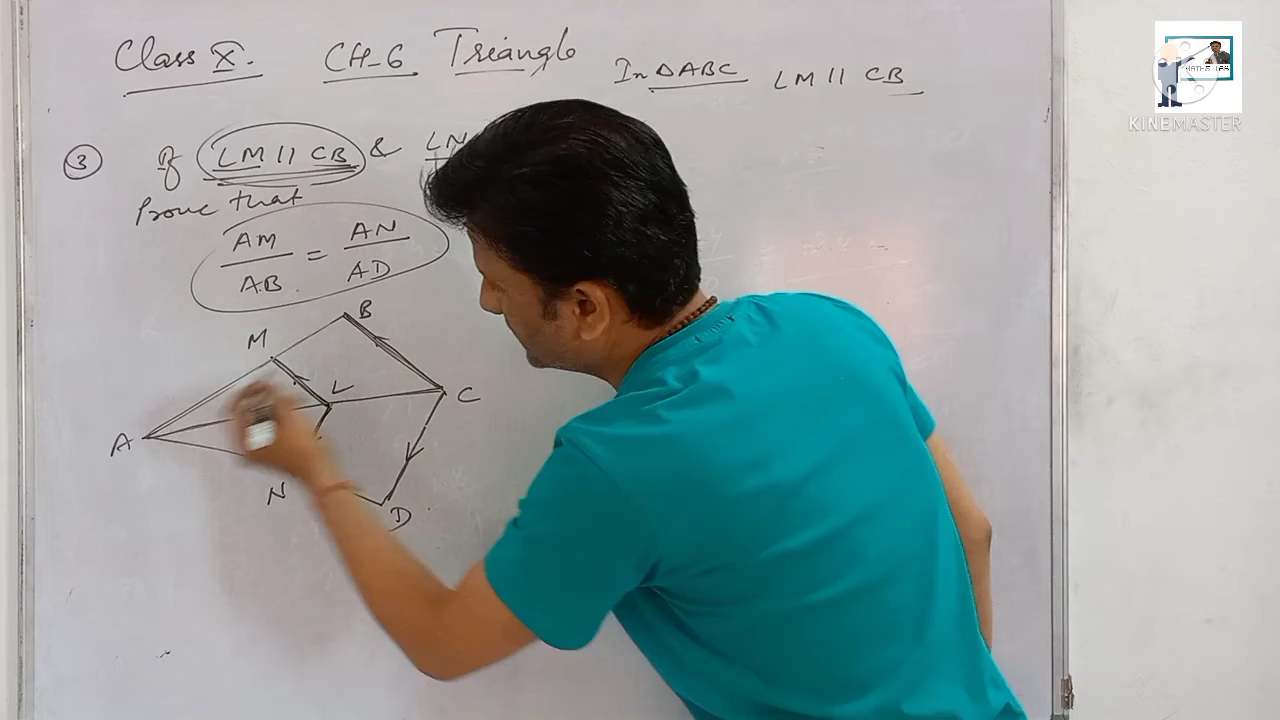 Class X. CH-6 Triangle
In △ABC LM || CB
③ If LM || CB & LN
Prove that
AM/AB = AN/AD
B
M
L
C
A
N
D
MATHS
KINEMASTER